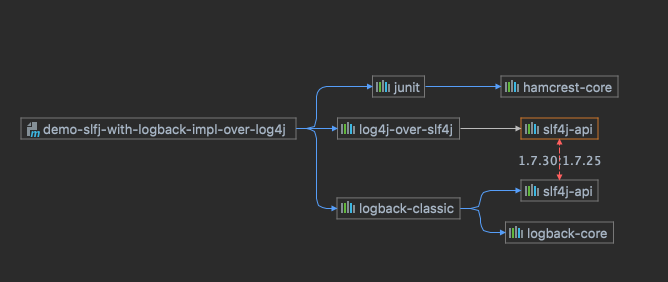 junit
hamcrest-core
demo-slfj-with-logback-impl-over-log4j
log4j-over-slf4j
slf4j-api
1.7.30
1.7.25
slf4j-api
logback-classic
logback-core